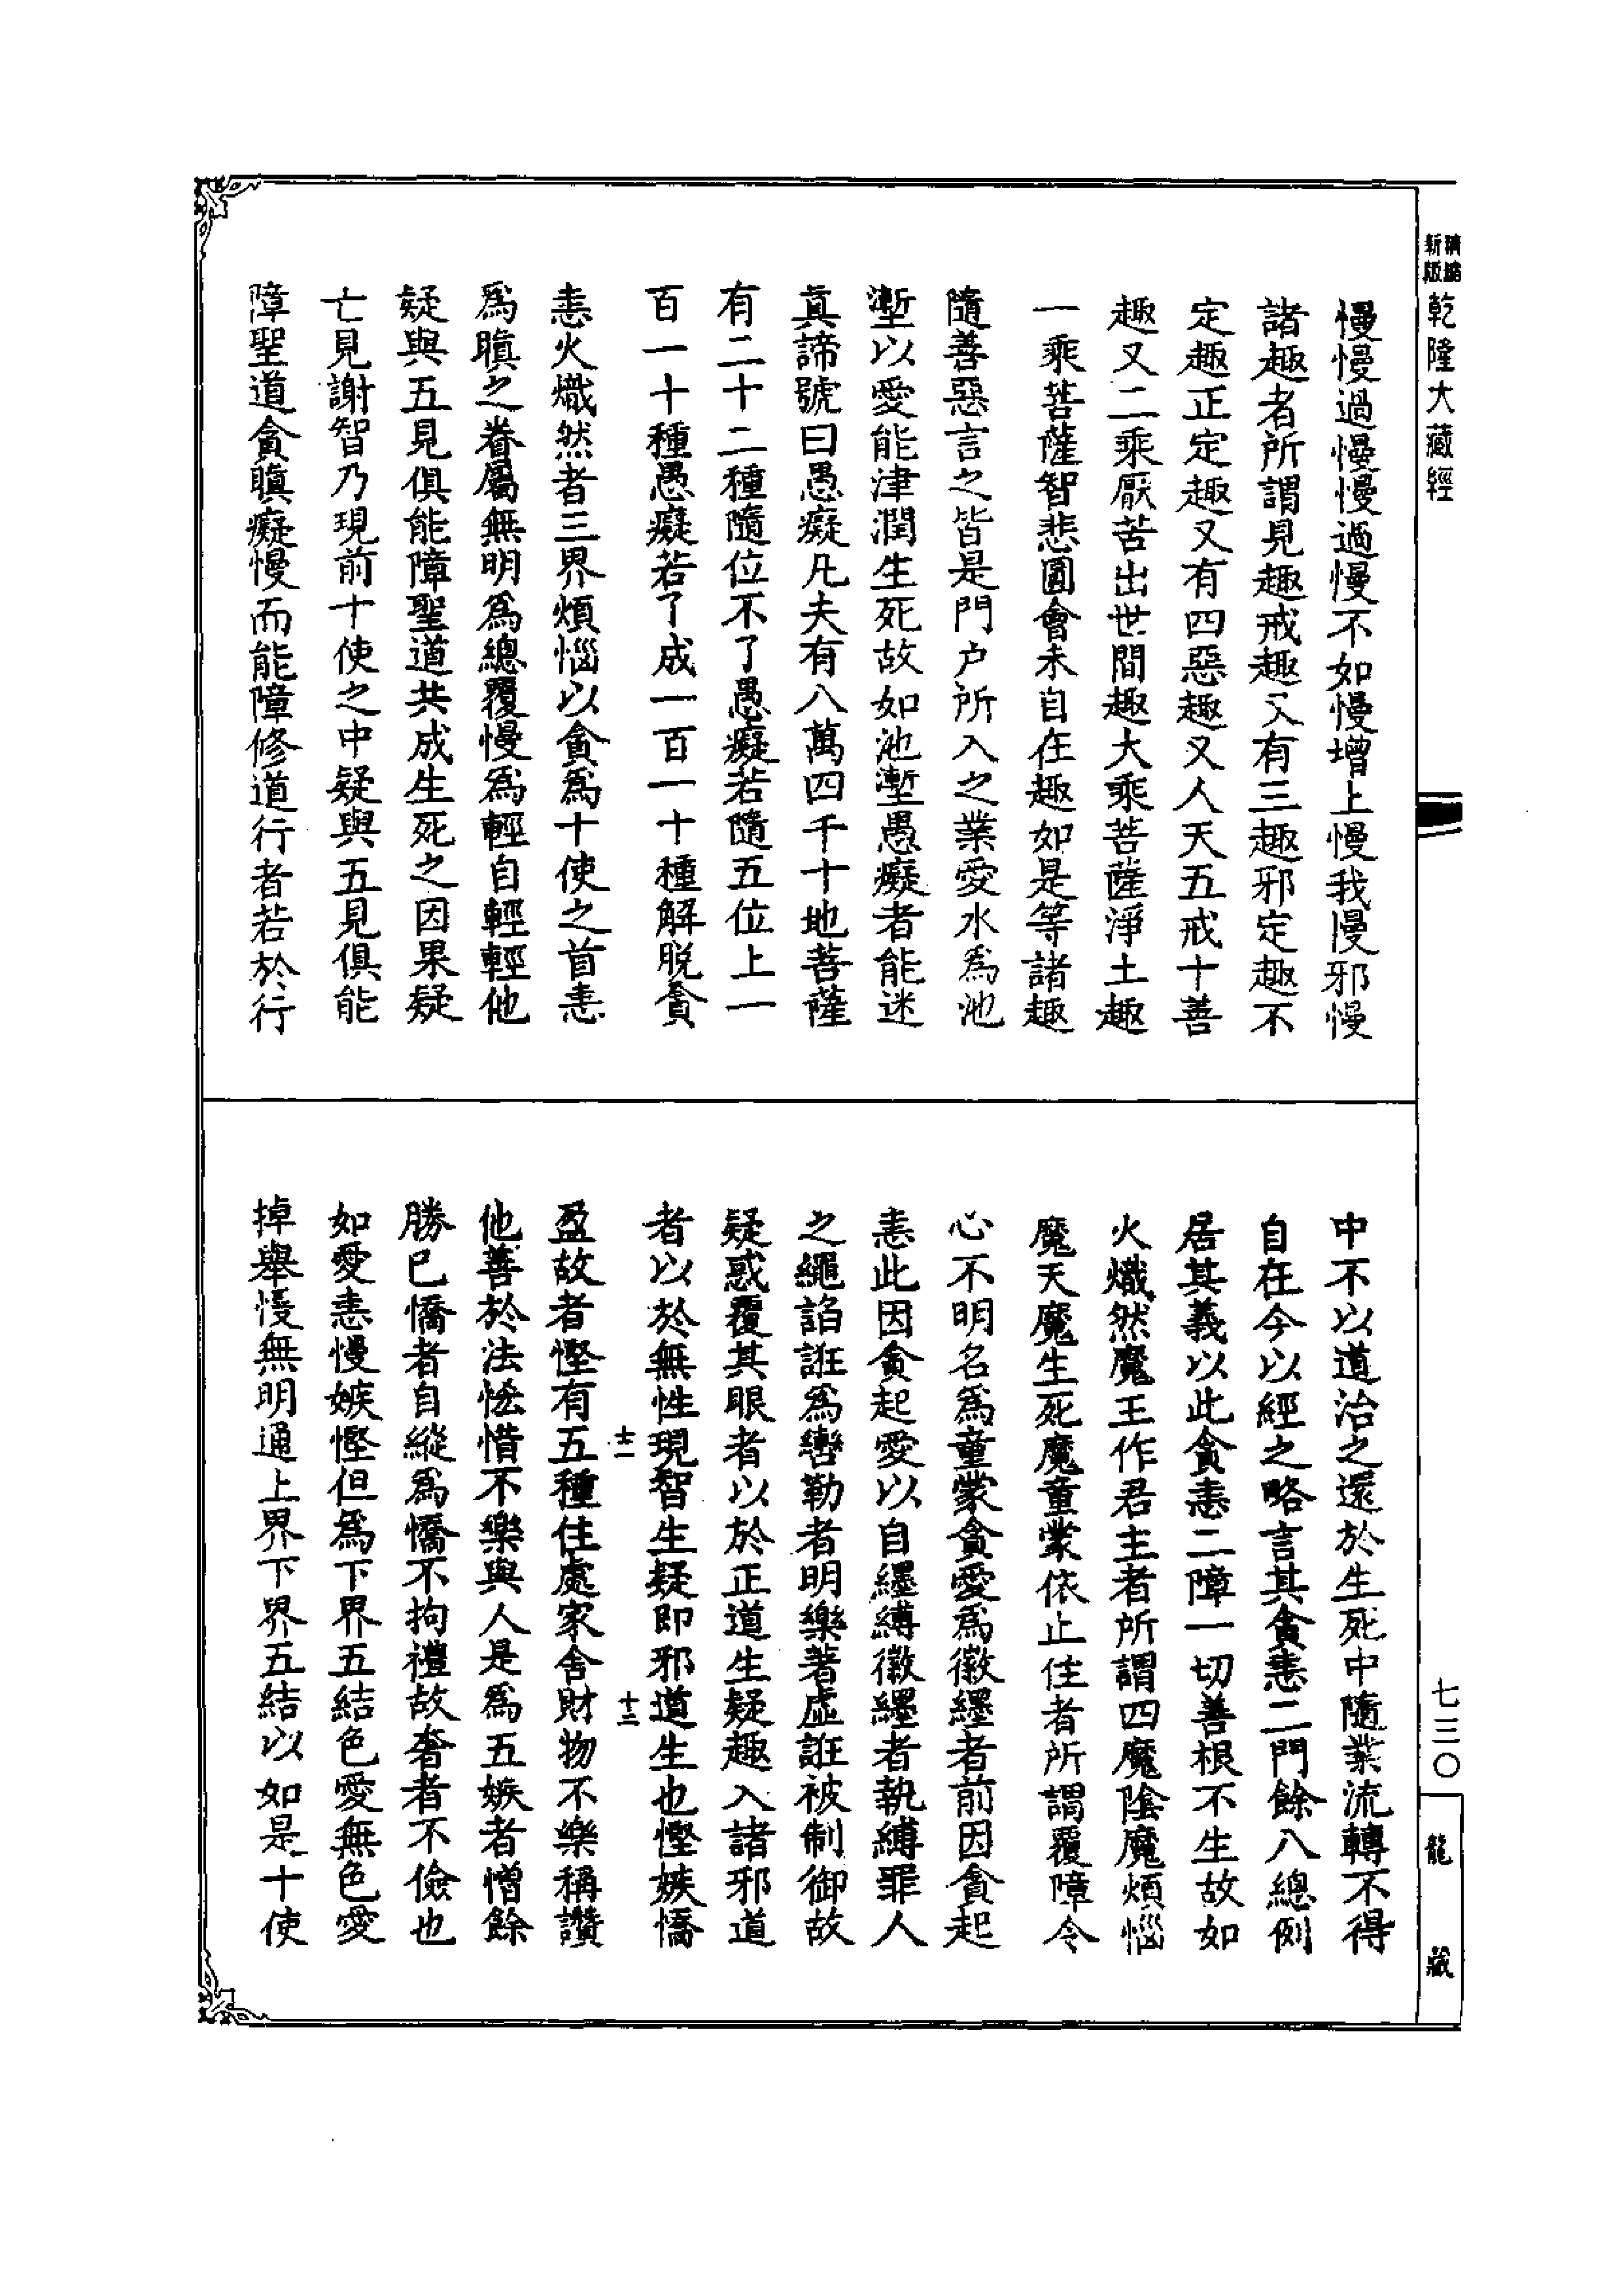 精縮新版
乾隆大藏經
慢慢過慢慢過慢不如慢增上慢我慢邪慢
諸趣者所謂見趣戒趣又有三趣邪定趣不
定趣正定趣又有四惡趣又人天五戒十善
趣又二乘厭苦出世間趣大乘菩薩淨土趣
一乘菩薩智悲圓會未自在趣如是等諸趣
隨善惡言之皆是門户所入之業愛水爲池
塹以愛能津潤生死故如池塹愚癡者能迷
真諦號曰愚癡凡夫有八萬四千十地菩薩
有二十二種隨位不了愚癡若隨五位上一
百一十種愚癡若了成一百一十種解脱貪
恚火熾然者三界煩惱以貪爲十使之首恚
爲瞋之眷屬無明爲總覆慢爲輕自輕輕他
疑與五見俱能障聖道共成生死之因果疑
亡見謝智乃現前十使之中疑與五見俱能
障聖道貪瞋癡慢而能障修道行者若於行
中不以道治之還於生死中隨業流轉不得
自在今以經之略言其貪恚二門餘八總例
居其義以此貪恚二障一切善根不生故如
火熾然魔王作君主者所謂四魔陰魔煩惱
魔天魔生死魔童蒙依止住者所謂覆障令
心不明名爲童蒙貪愛爲徽纆者前因貪起
恚此因貪起愛以自纆縛徽纆者執縛罪人
之繩諂誑爲轡勒者明樂著虛誑被制御故
疑惑覆其眼者以於正道生疑趣入諸邪道
者以於無性現智生疑即邪道生也慳嫉憍
十一
十二
盈故者慳有五種住處家舍財物不樂稱讚
他善於法悋惜不樂與人是爲五嫉者憎餘
勝已憍者自縱爲憍不拘禮故奢者不儉也
如愛恚慢嫉慳但爲下界五結色愛無色愛
掉舉慢無明通上界下界五結以如是十使
七三〇
龍藏